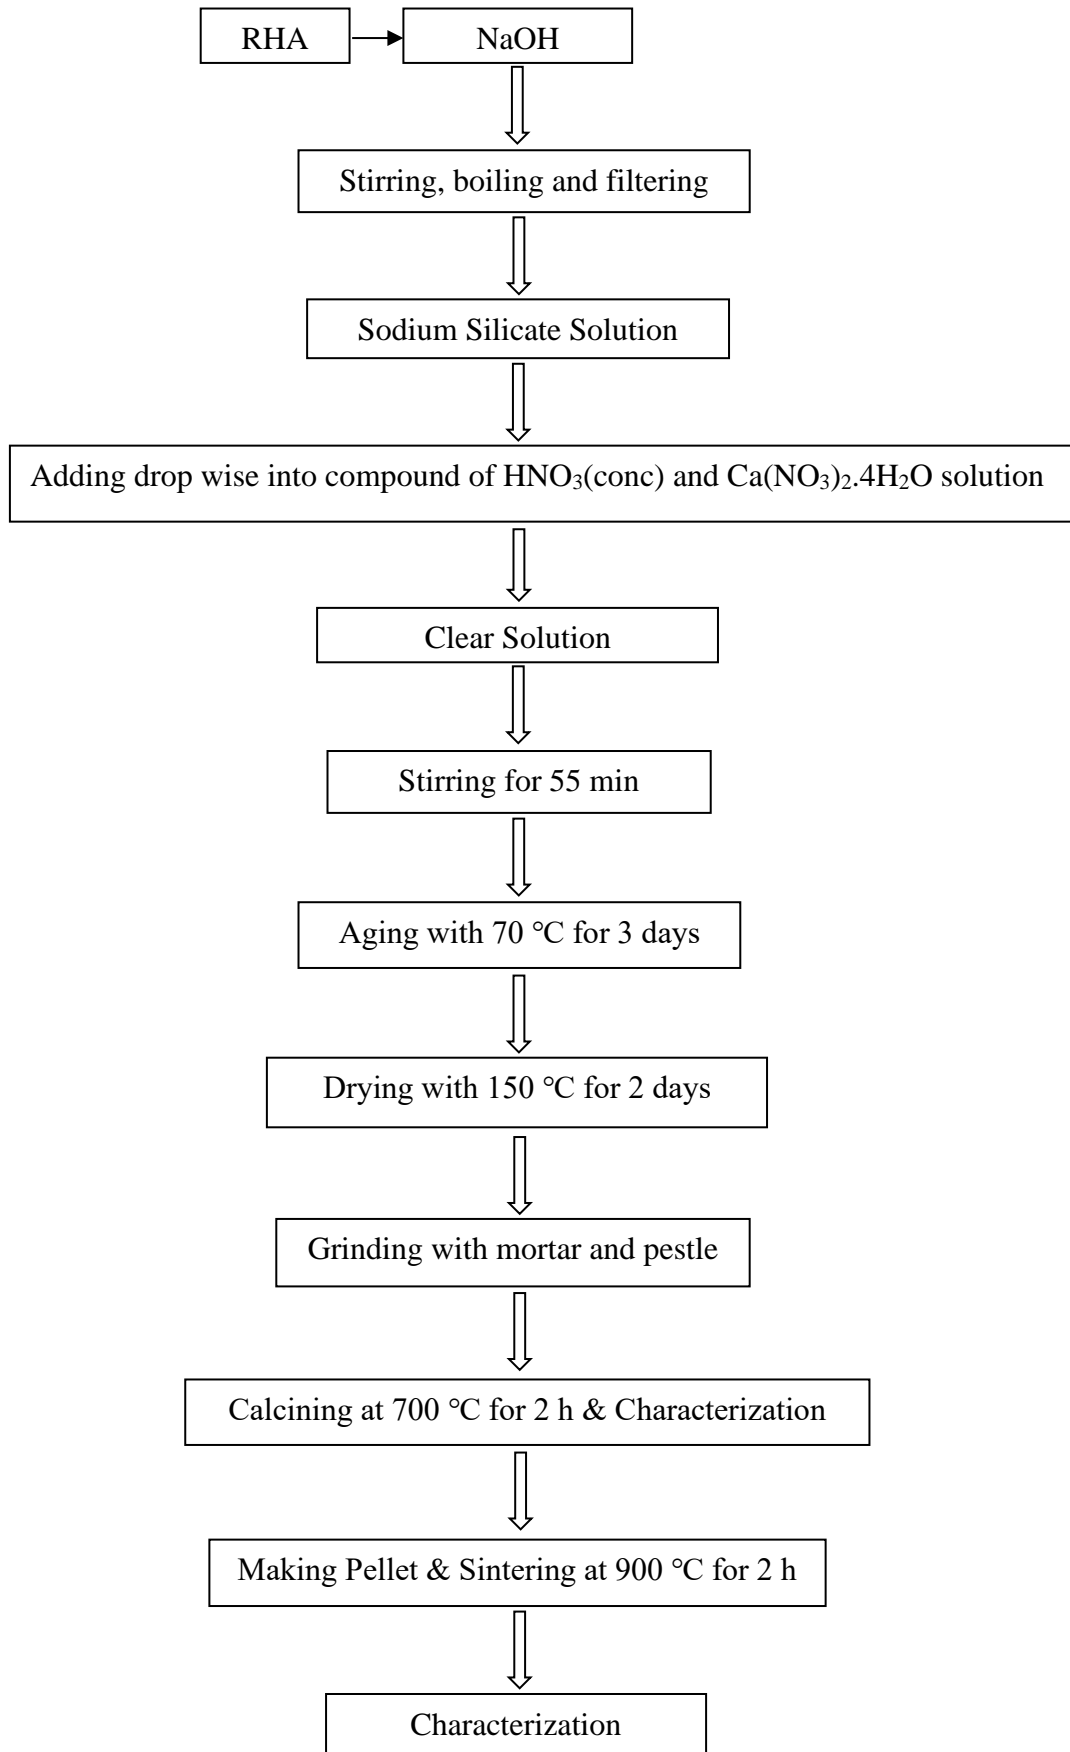 RHA
NaOH
Stirring, boiling and filtering
Sodium Silicate Solution
Adding drop wise into compound of HNO₃(conc) and Ca(NO₃)₂.4H₂O solution
Clear Solution
Stirring for 55 min
Aging with 70 °C for 3 days
Drying with 150 °C for 2 days
Grinding with mortar and pestle
Calcining at 700 °C for 2 h & Characterization
Making Pellet & Sintering at 900 °C for 2 h
Characterization